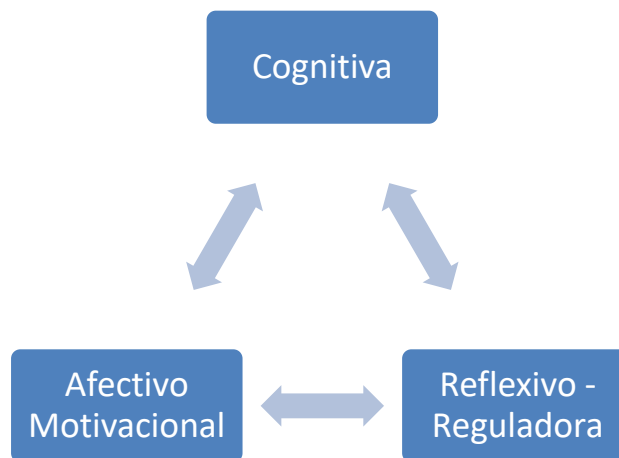 Cognitiva
Afectivo
Motivacional
Reflexivo -
Reguladora